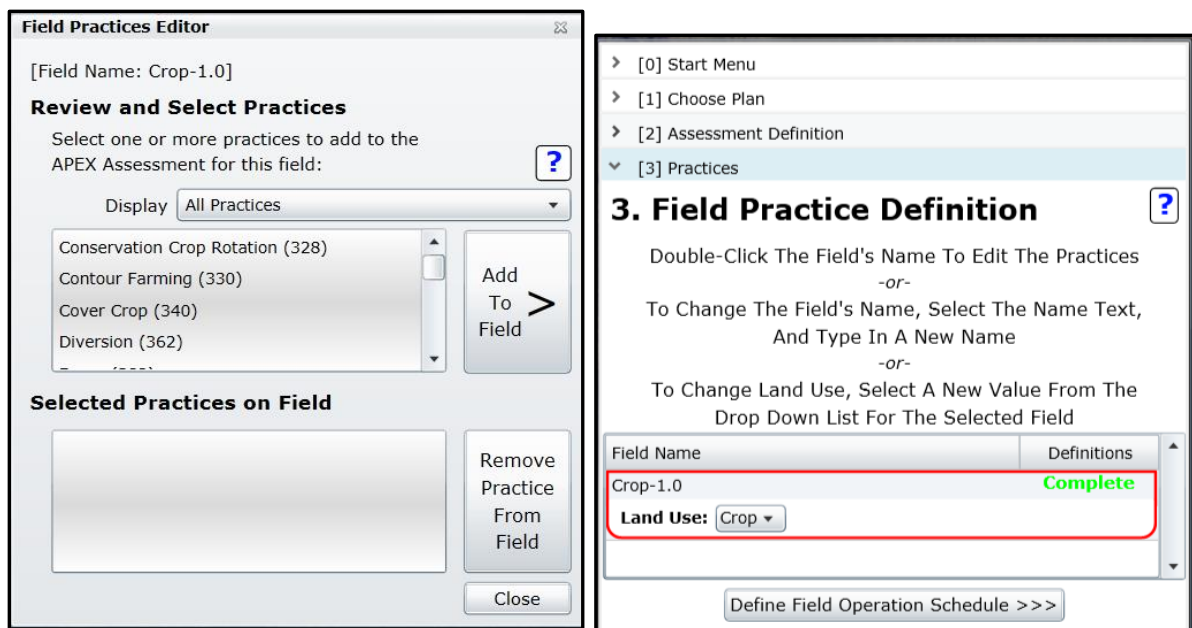 Field Practices Editor
[Field Name: Crop-1.0]
Review and Select Practices
Select one or more practices to add to the
APEX Assessment for this field:
?
Display All Practices
Conservation Crop Rotation (328)
Contour Farming (330)
Cover Crop (340)
Diversion (362)
Add
To
Field
>
Selected Practices on Field
Remove
Practice
From
Field
Close
[0] Start Menu
[1] Choose Plan
[2] Assessment Definition
[3] Practices
3. Field Practice Definition
?
Double-Click The Field's Name To Edit The Practices
-or-
To Change The Field's Name, Select The Name Text,
And Type In A New Name
-or-
To Change Land Use, Select A New Value From The
Drop Down List For The Selected Field
Field Name Definitions
Crop-1.0 Complete
Land Use: Crop
Define Field Operation Schedule >>>